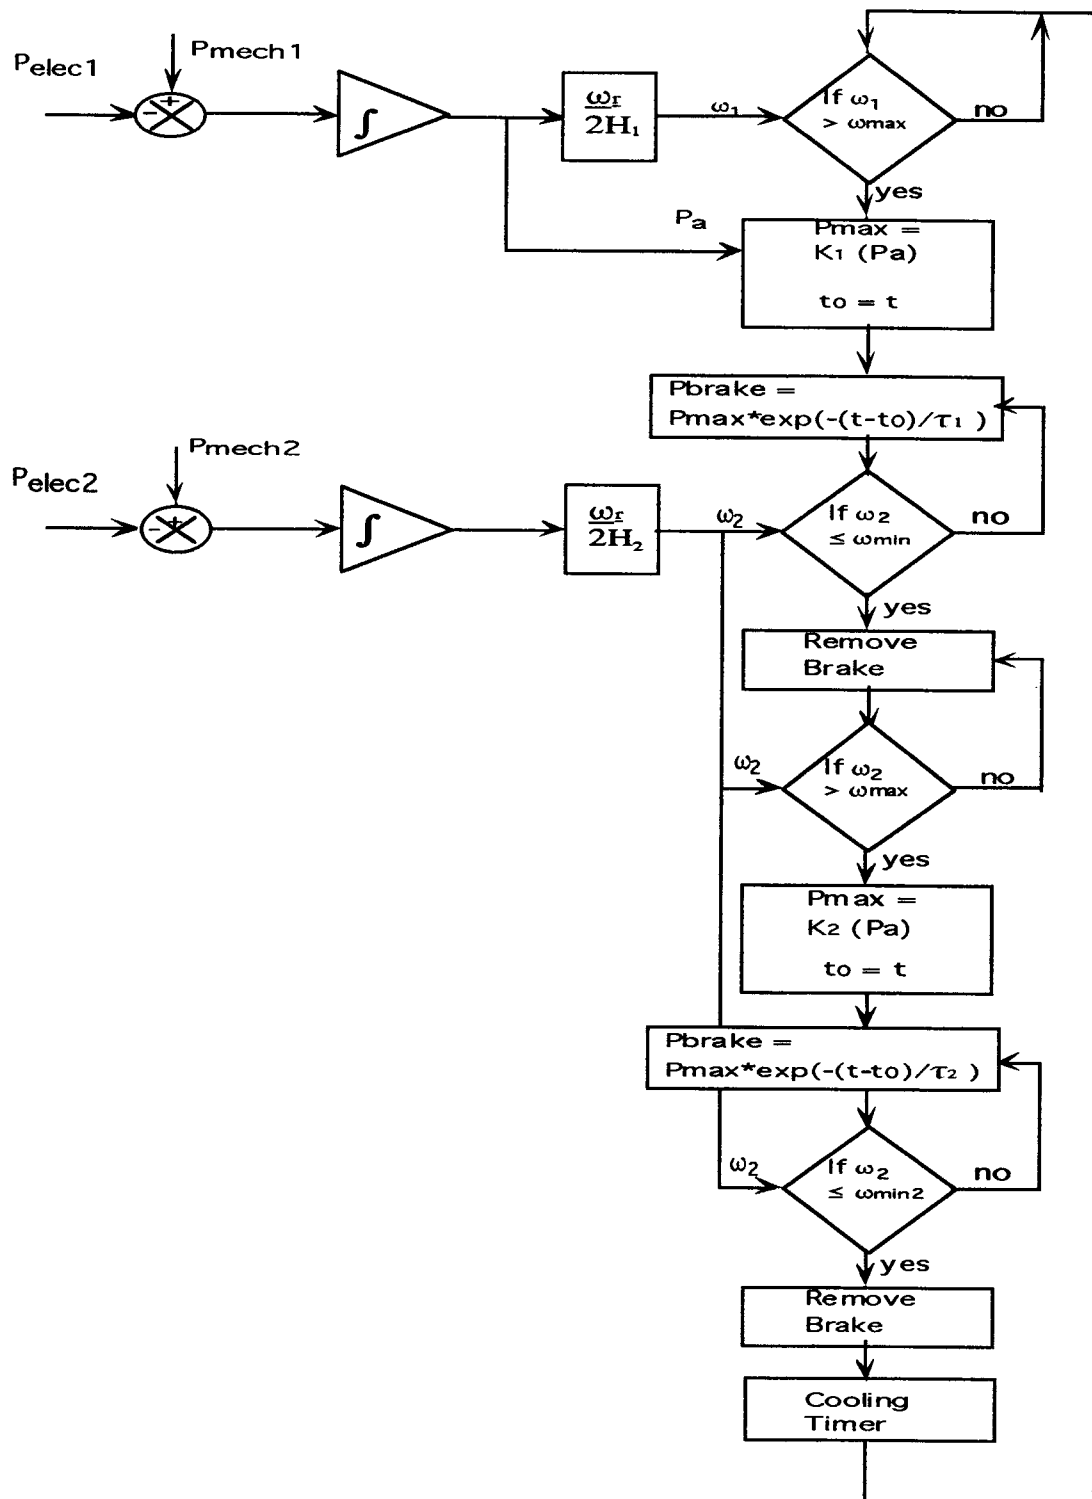 Pelec1
Pmech1
- +
∫
ωr
2H₁
ω₁
If ω₁
> ωmax
no
yes
Pa
Pmax =
K₁ (Pa)
to = t
Pbrake =
Pmax*exp(-(t-to)/τ₁ )
Pelec2
Pmech2
- +
∫
ωr
2H₂
ω₂
If ω₂
≤ ωmin
no
yes
Remove
Brake
ω₂
If ω₂
> ωmax
no
yes
Pmax =
K₂ (Pa)
to = t
Pbrake =
Pmax*exp(-(t-to)/τ₂ )
ω₂
If ω₂
≤ ωmin2
no
yes
Remove
Brake
Cooling
Timer